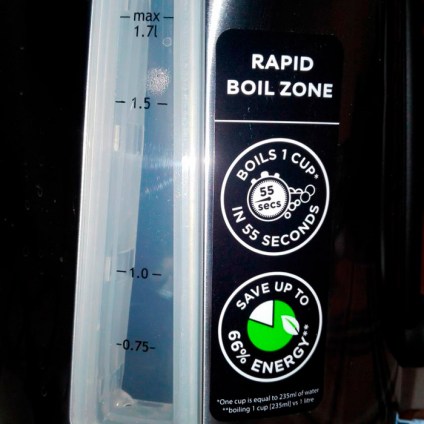 max
1.7l
1.5
1.0
0.75
RAPID
BOIL ZONE
BOILS 1 CUP*
55
secs
IN 55 SECONDS
SAVE UP TO
66% ENERGY**
*One cup is equal to 235ml of water
**boiling 1 cup (235ml) vs 1 litre